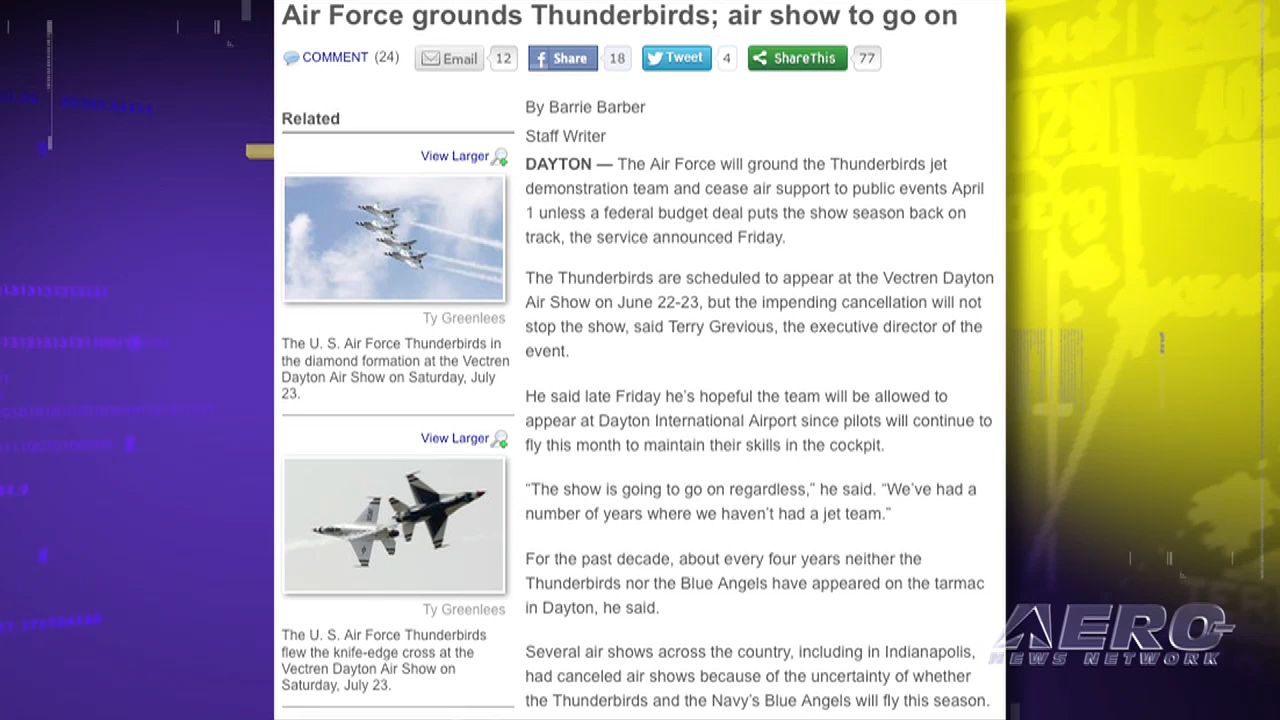 Air Force grounds Thunderbirds; air show to go on
COMMENT (24)
Email
12
Share
18
Tweet
4
ShareThis
77
Related
View Larger
Ty Greenlees
The U. S. Air Force Thunderbirds in
the diamond formation at the Vectren
Dayton Air Show on Saturday, July
23.
View Larger
Ty Greenlees
The U. S. Air Force Thunderbirds
flew the knife-edge cross at the
Vectren Dayton Air Show on
Saturday, July 23.
By Barrie Barber
Staff Writer
DAYTON — The Air Force will ground the Thunderbirds jet
demonstration team and cease air support to public events April
1 unless a federal budget deal puts the show season back on
track, the service announced Friday.
The Thunderbirds are scheduled to appear at the Vectren Dayton
Air Show on June 22-23, but the impending cancellation will not
stop the show, said Terry Grevious, the executive director of the
event.
He said late Friday he’s hopeful the team will be allowed to
appear at Dayton International Airport since pilots will continue to
fly this month to maintain their skills in the cockpit.
“The show is going to go on regardless,” he said. “We’ve had a
number of years where we haven’t had a jet team.”
For the past decade, about every four years neither the
Thunderbirds nor the Blue Angels have appeared on the tarmac
in Dayton, he said.
Several air shows across the country, including in Indianapolis,
had canceled air shows because of the uncertainty of whether
the Thunderbirds and the Navy’s Blue Angels will fly this season.
AERO
NEWS NETWORK